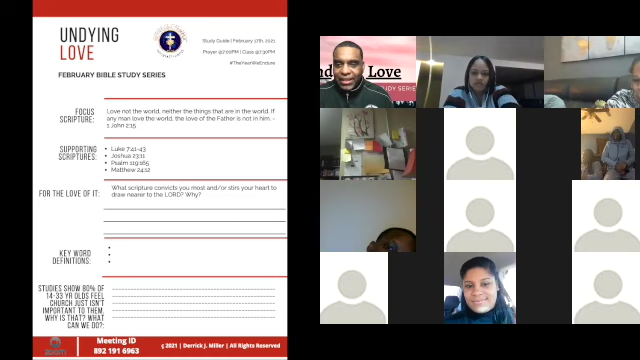 UNDYING
LOVE
Study Guide | February 17th, 2021
Prayer @7:00PM | Class @7:30PM
#TheYearWeEndure
FEBRUARY BIBLE STUDY SERIES
FOCUS
SCRIPTURE:
Love not the world, neither the things that are in the world. If
any man love the world, the love of the Father is not in him. -
1 John 2:15
SUPPORTING
SCRIPTURES:
• Luke 7:41-43
• Joshua 23:11
• Psalm 119:165
• Matthew 24:12
FOR THE LOVE OF IT:
What scripture convicts you most and/or stirs your heart to
draw nearer to the LORD? Why?
KEY WORD
DEFINITIONS:
STUDIES SHOW 80% OF
14-33 YR OLDS FEEL
CHURCH JUST ISN'T
IMPORTANT TO THEM.
WHY IS THAT? WHAT
CAN WE DO?:
zoom
Meeting ID
892 191 6963
© 2021 | Derrick J. Miller | All Rights Reserved
Love
UDY SERIES